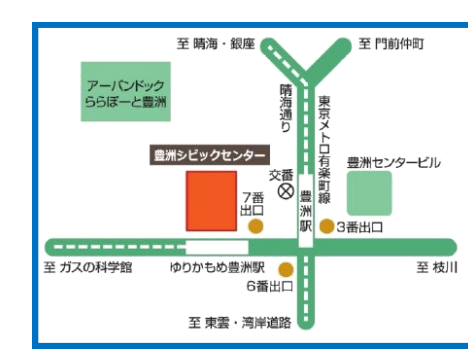 至 晴海・銀座
至 門前仲町
アーバンドック
ららぽーと豊洲
晴海通り
東京メトロ有楽町線
豊洲シビックセンター
豊洲センタービル
交番
7番
出口
豊洲駅
3番出口
至 ガスの科学館
ゆりかもめ豊洲駅
至 枝川
6番出口
至 東雲・湾岸道路